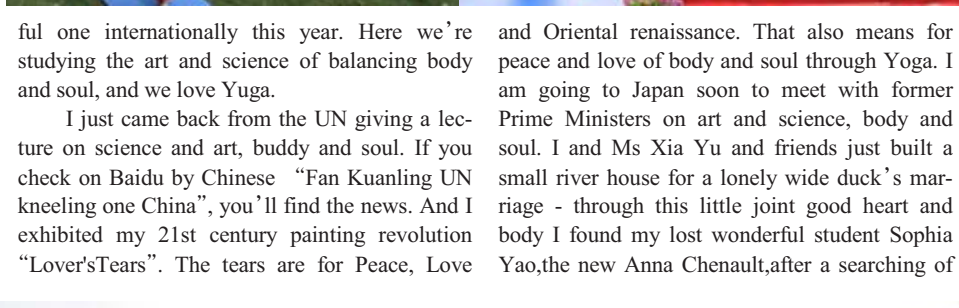 ful one internationally this year. Here we’re
studying the art and science of balancing body
and soul, and we love Yuga.
I just came back from the UN giving a lec-
ture on science and art, buddy and soul. If you
check on Baidu by Chinese “Fan Kuanling UN
kneeling one China”, you’ll find the news. And I
exhibited my 21st century painting revolution
“Lover'sTears”. The tears are for Peace, Love
and Oriental renaissance. That also means for
peace and love of body and soul through Yoga. I
am going to Japan soon to meet with former
Prime Ministers on art and science, body and
soul. I and Ms Xia Yu and friends just built a
small river house for a lonely wide duck’s mar-
riage - through this little joint good heart and
body I found my lost wonderful student Sophia
Yao,the new Anna Chenault,after a searching of